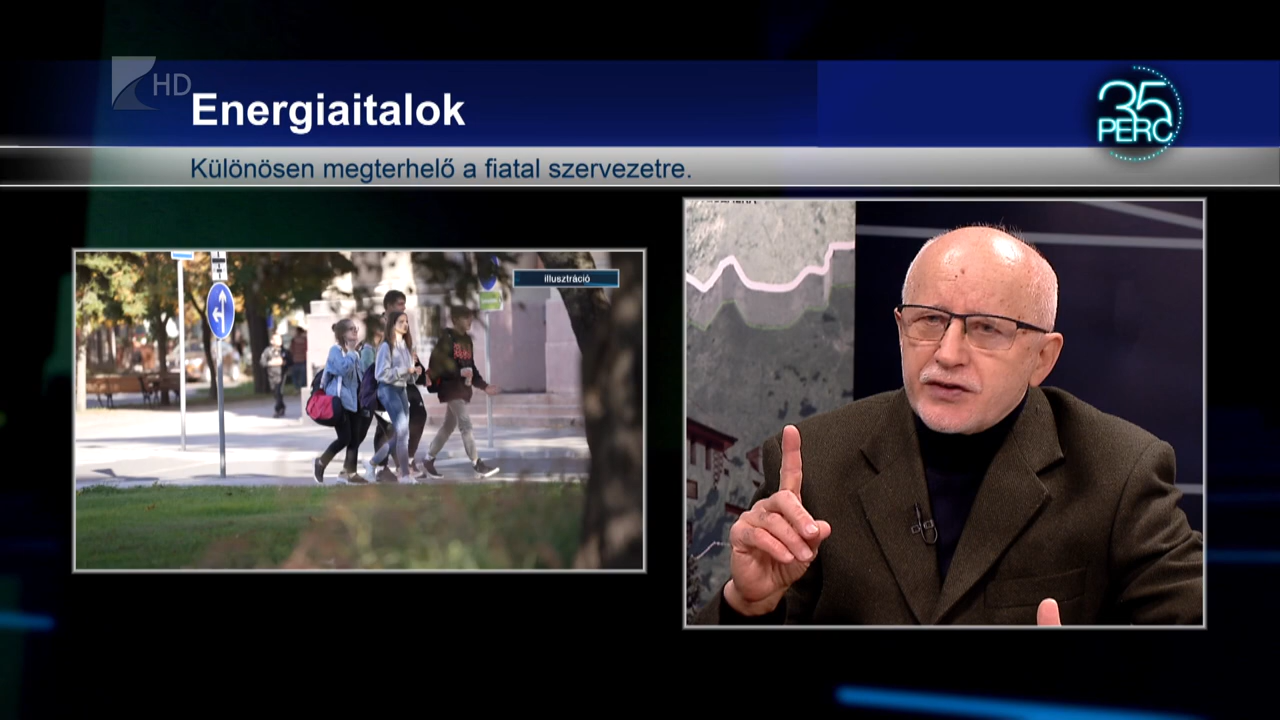 HD
Energiaitalok
35
PERC
Különösen megterhelő a fiatal szervezetre.
illusztráció